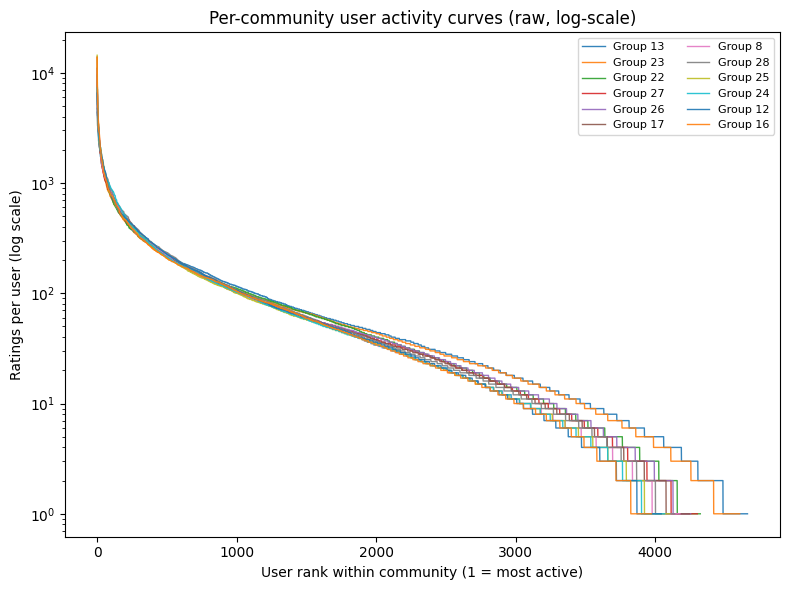 Per-community user activity curves (raw, log-scale)
Ratings per user (log scale)
10^4
10^3
10^2
10^1
10^0
Group 13
Group 23
Group 22
Group 27
Group 26
Group 17
Group 8
Group 28
Group 25
Group 24
Group 12
Group 16
0 1000 2000 3000 4000
User rank within community (1 = most active)